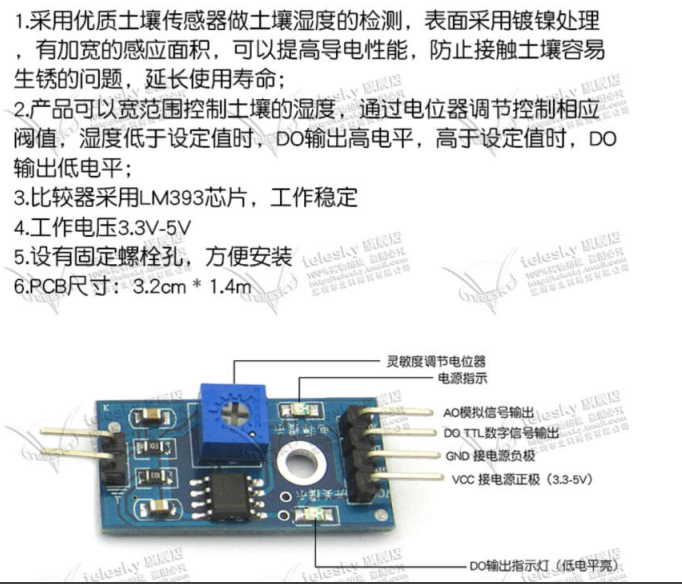 1.采用优质土壤传感器做土壤湿度的检测，表面采用镀镍处理
，有加宽的感应面积，可以提高导电性能，防止接触土壤容易
生锈的问题，延长使用寿命；
2.产品可以宽范围控制土壤的湿度，通过电位器调节控制相应
阀值，湿度低于设定值时，DO输出高电平，高于设定值时，DO
输出低电平；
3.比较器采用LM393芯片，工作稳定
4.工作电压3.3V-5V
5.设有固定螺栓孔，方便安装
6.PCB尺寸：3.2cm * 1.4m
telesky 旗舰店
灵敏度调节电位器
电源指示
AO模拟信号输出
DO TTL数字信号输出
GND 接电源负极
VCC 接电源正极（3.3-5V）
K
电源指示
开关指示
DO输出指示灯（低电平亮）